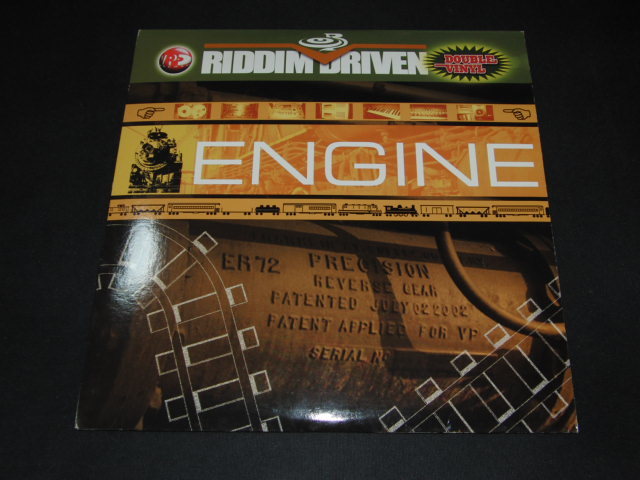 RIDDIM DRIVEN
DOUBLE
VINYL
ENGINE
ER72 PRECISION
REVERSE GEAR
PATENTED JULY 02 2002
PATENT APPLIED FOR VP
SERIAL NO